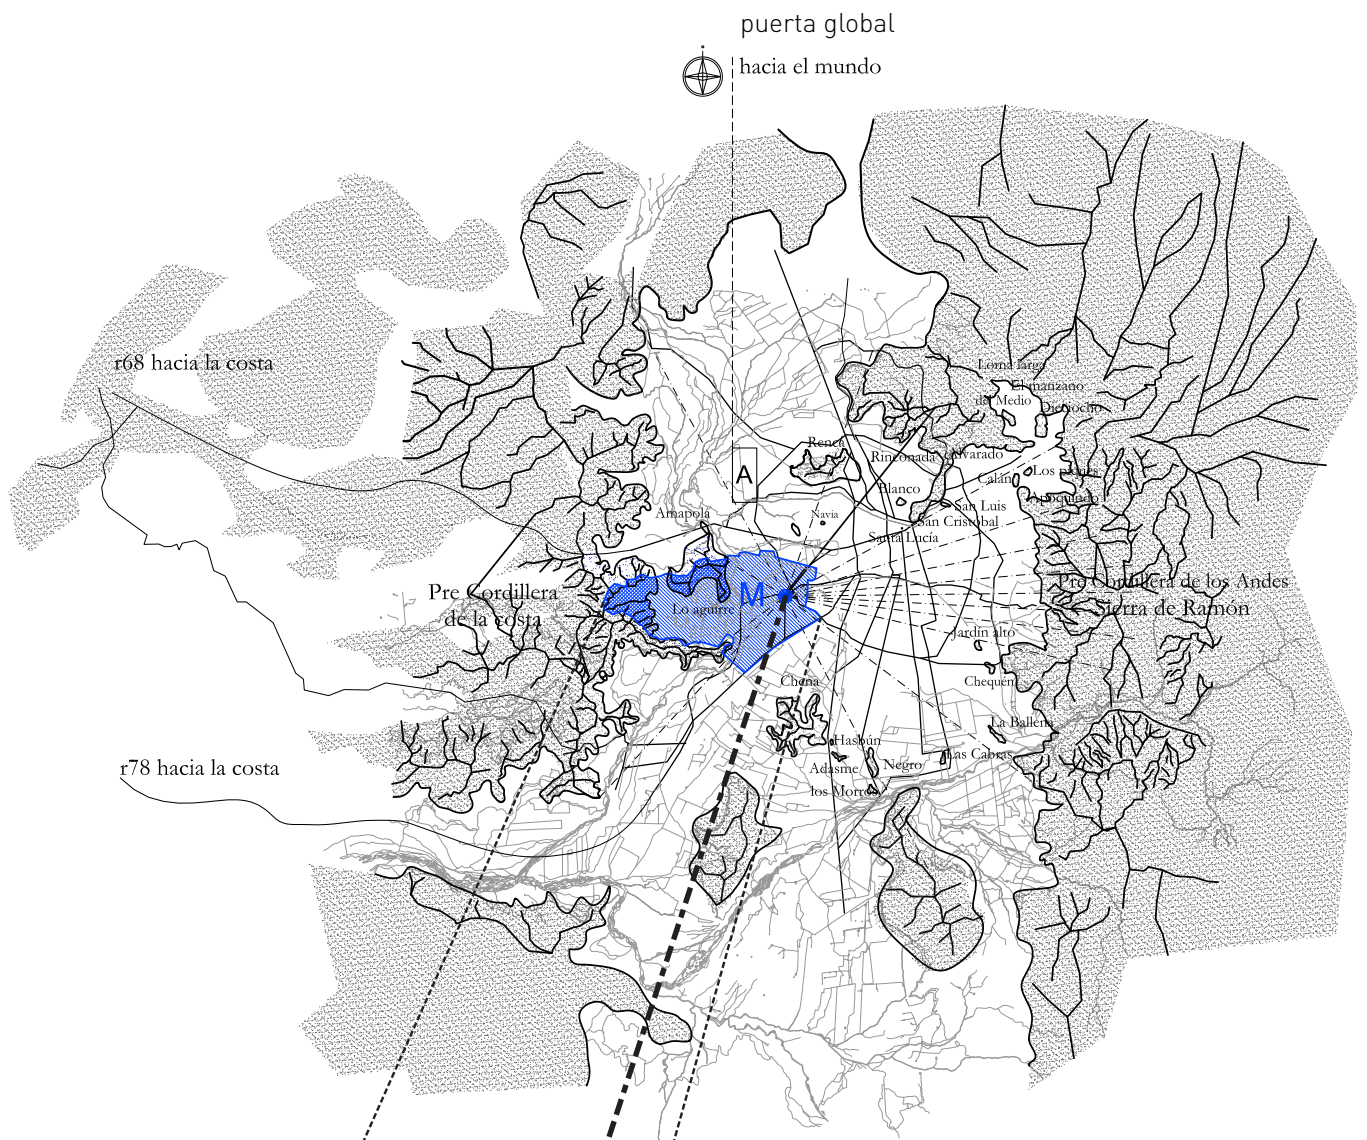 puerta global
hacia el mundo
r68 hacia la costa
Loma larga
El manzano
del Medio
Dieciocho
Renca
Rinconada
Alvarado
A
Calán
Los piques
Blanco
Apoquindo
San Luis
Amapola
Navia
San Cristobal
Santa Lucía
Pre Cordillera
de la costa
M
Lo aguirre
Pre Cordillera de los Andes
Sierra de Ramón
Jardín alto
Chena
Chequén
La Ballena
Hasbún
Las Cabras
r78 hacia la costa
Adasme
Negro
los Morros